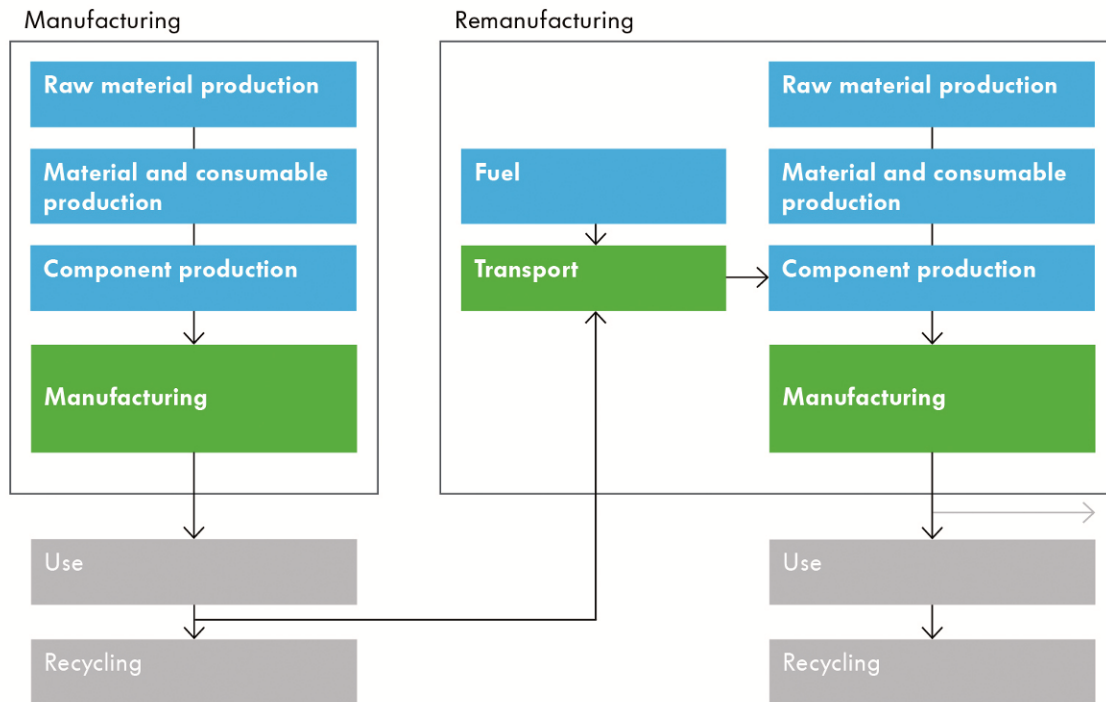 Manufacturing
Raw material production
Material and consumable
production
Component production
Manufacturing
Use
Recycling
Remanufacturing
Fuel
Transport
Raw material production
Material and consumable
production
Component production
Manufacturing
Use
Recycling